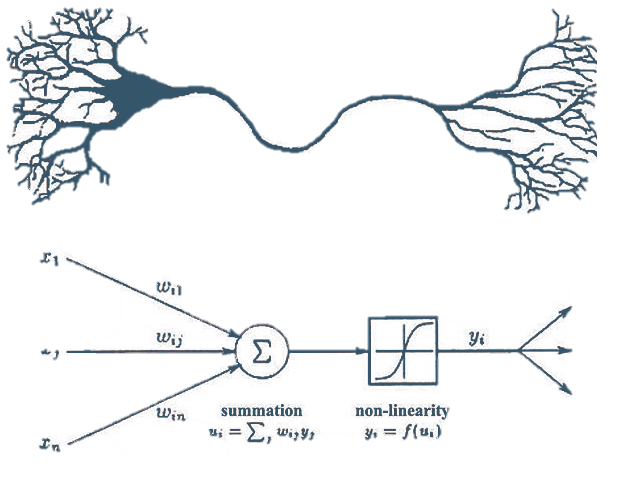 x₁
wᵢ₁
wᵢⱼ
Σ
yᵢ
wᵢₙ
xₙ
summation
uᵢ = Σⱼ wᵢⱼyⱼ
non-linearity
yᵢ = f(uᵢ)